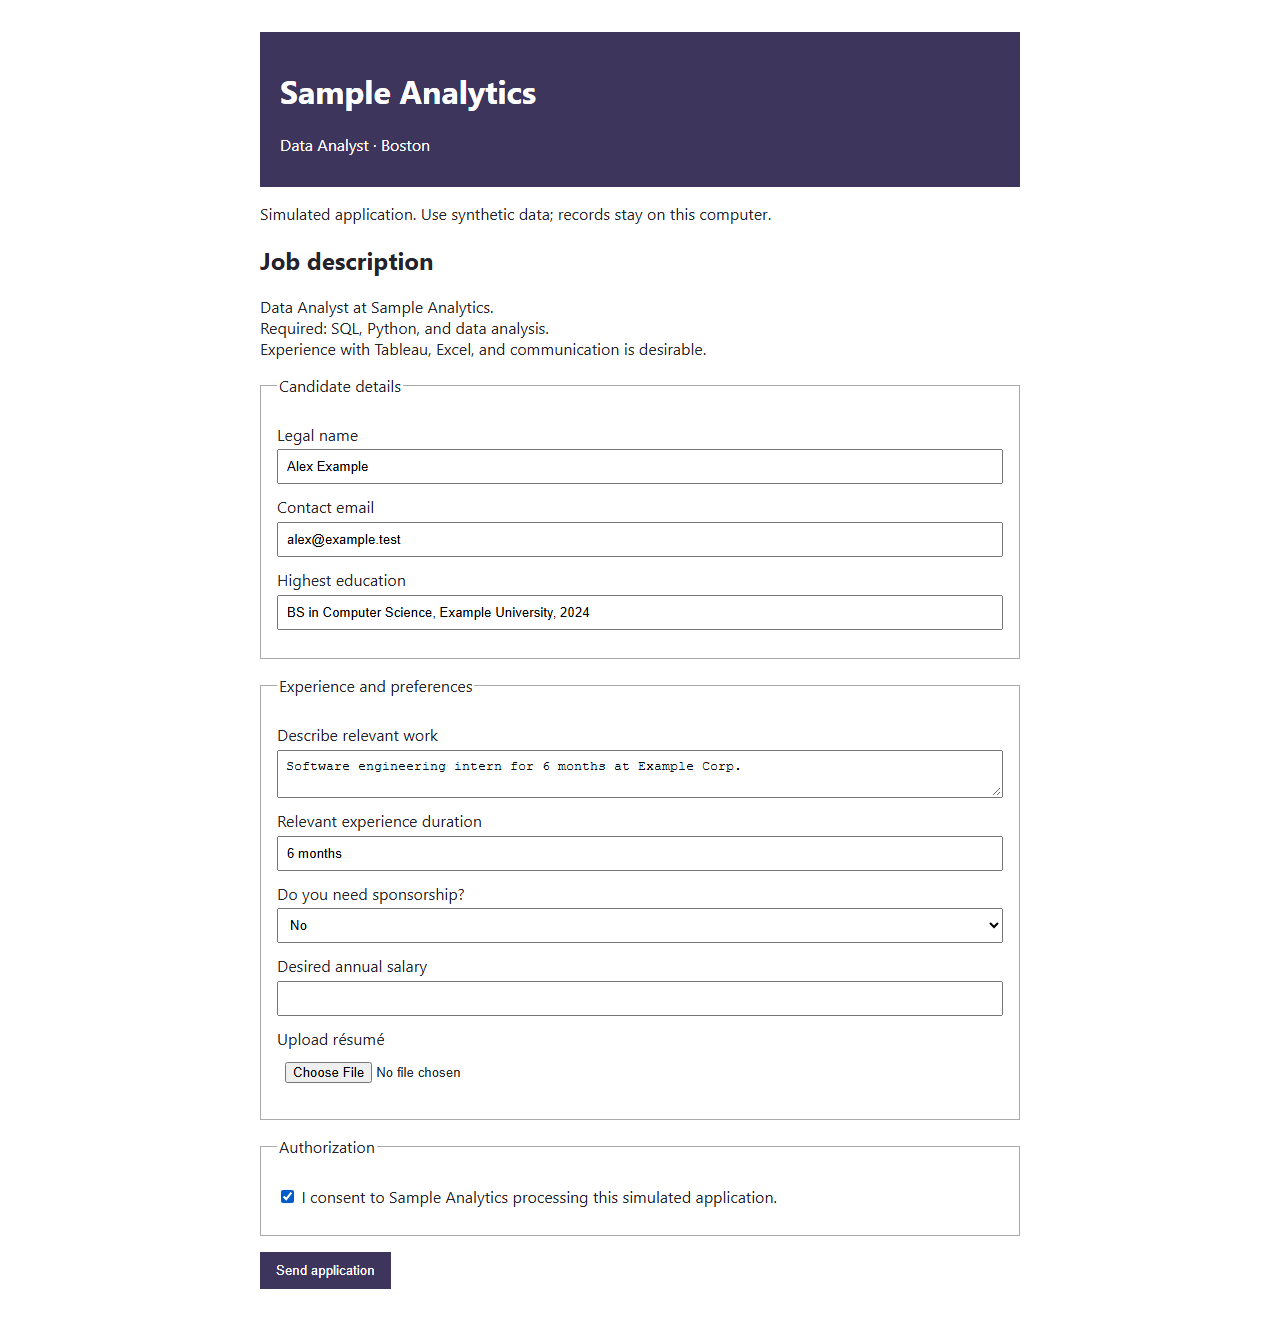 Sample Analytics
Data Analyst · Boston
Simulated application. Use synthetic data; records stay on this computer.
Job description
Data Analyst at Sample Analytics.
Required: SQL, Python, and data analysis.
Experience with Tableau, Excel, and communication is desirable.
Candidate details
Legal name
Alex Example
Contact email
alex@example.test
Highest education
BS in Computer Science, Example University, 2024
Experience and preferences
Describe relevant work
Software engineering intern for 6 months at Example Corp.
Relevant experience duration
6 months
Do you need sponsorship?
No
Desired annual salary
Upload résumé
Choose File No file chosen
Authorization
I consent to Sample Analytics processing this simulated application.
Send application